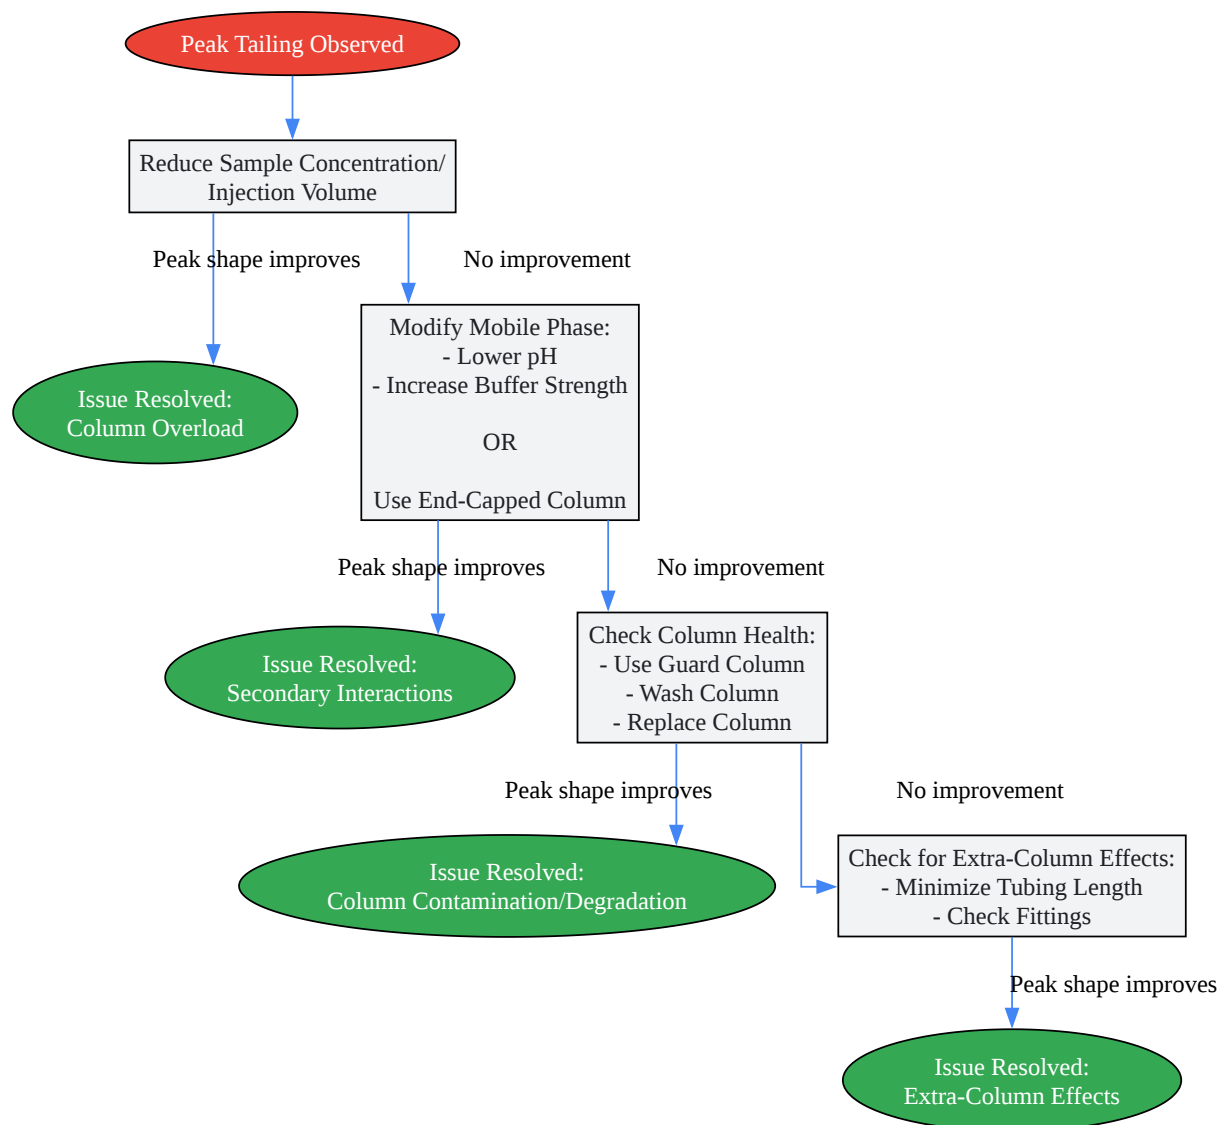 Peak Tailing Observed
Reduce Sample Concentration/
Injection Volume
Peak shape improves
No improvement
Modify Mobile Phase:
- Lower pH
- Increase Buffer Strength
OR
Use End-Capped Column
Issue Resolved:
Column Overload
Peak shape improves
No improvement
Check Column Health:
- Use Guard Column
- Wash Column
- Replace Column
Issue Resolved:
Secondary Interactions
Peak shape improves
No improvement
Check for Extra-Column Effects:
- Minimize Tubing Length
- Check Fittings
Issue Resolved:
Column Contamination/Degradation
Peak shape improves
Issue Resolved:
Extra-Column Effects